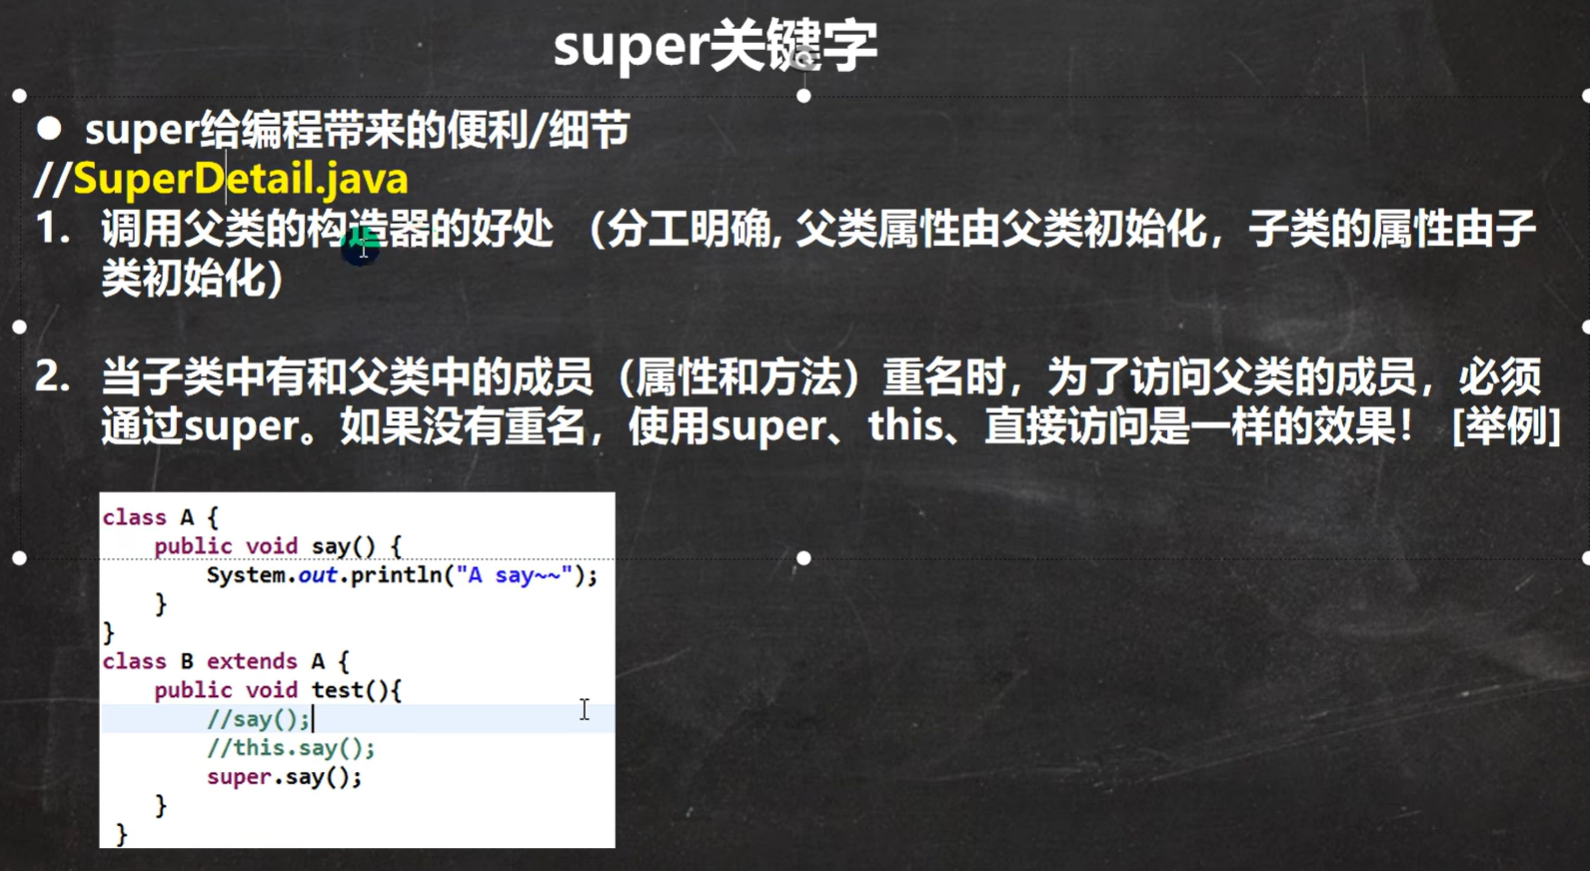 super关键字
● super给编程带来的便利/细节
//SuperDetail.java
1. 调用父类的构造器的好处 （分工明确, 父类属性由父类初始化，子类的属性由子
类初始化）
2. 当子类中有和父类中的成员（属性和方法）重名时，为了访问父类的成员，必须
通过super。如果没有重名，使用super、this、直接访问是一样的效果！ [举例]
class A {
    public void say() {
        System.out.println("A say~~");
    }
}
class B extends A {
    public void test(){
        //say();
        //this.say();
        super.say();
    }
}